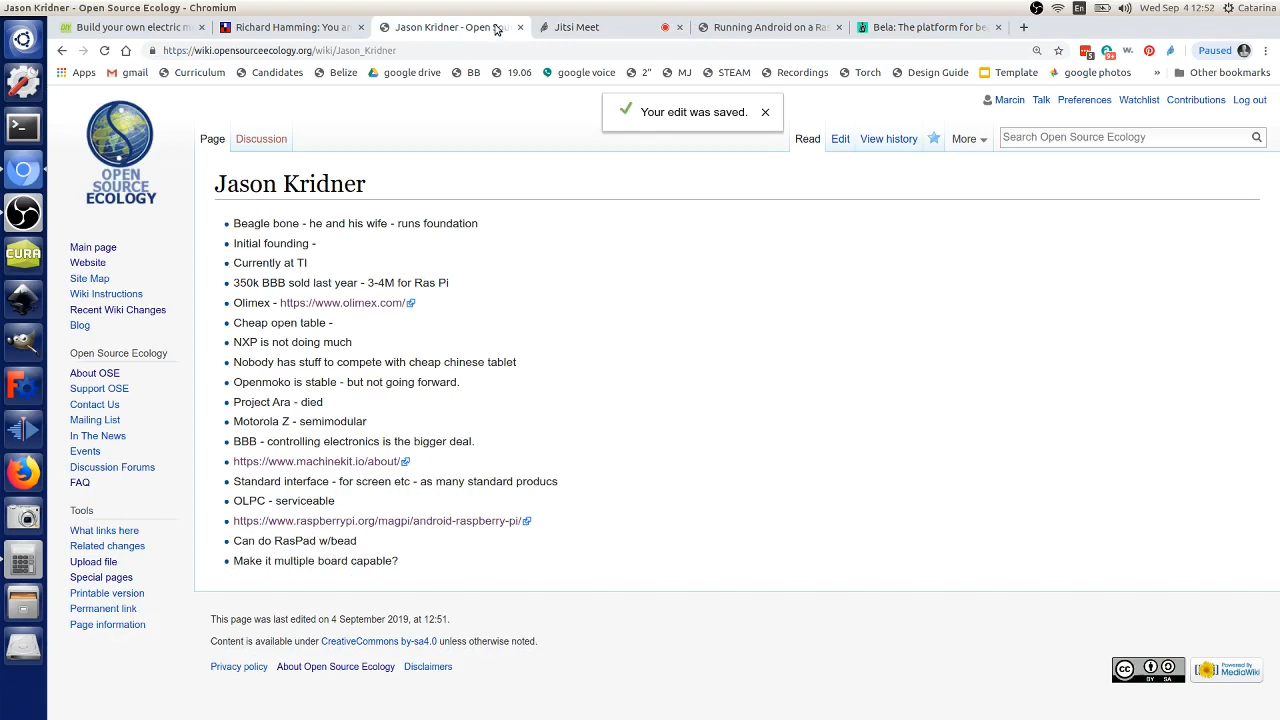 Jason Kridner - Open Source Ecology - Chromium
En
Wed Sep 4 12:52
Catarina
Build your own electric m
Richard Hamming: You an
Jason Kridner - Open Sour
Jitsi Meet
Running Android on a Ras
Bela: The platform for be
https://wiki.opensourceecology.org/wiki/Jason_Kridner
Paused
Apps
gmail
Curriculum
Candidates
Belize
google drive
BB
19.06
google voice
2"
MJ
STEAM
Recordings
Torch
Design Guide
Template
google photos
»
Other bookmarks
Your edit was saved.
Marcin
Talk
Preferences
Watchlist
Contributions
Log out
Page
Discussion
Read
Edit
View history
More
Search Open Source Ecology
OPEN
SOURCE
ECOLOGY
Main page
Website
Site Map
Wiki Instructions
Recent Wiki Changes
Blog
Open Source Ecology
About OSE
Support OSE
Contact Us
Mailing List
In The News
Events
Discussion Forums
FAQ
Tools
What links here
Related changes
Upload file
Special pages
Printable version
Permanent link
Page information
Jason Kridner
Beagle bone - he and his wife - runs foundation
Initial founding -
Currently at TI
350k BBB sold last year - 3-4M for Ras Pi
Olimex - https://www.olimex.com/
Cheap open table -
NXP is not doing much
Nobody has stuff to compete with cheap chinese tablet
Openmoko is stable - but not going forward.
Project Ara - died
Motorola Z - semimodular
BBB - controlling electronics is the bigger deal.
https://www.machinekit.io/about/
Standard interface - for screen etc - as many standard producs
OLPC - serviceable
https://www.raspberrypi.org/magpi/android-raspberry-pi/
Can do RasPad w/bead
Make it multiple board capable?
This page was last edited on 4 September 2019, at 12:51.
Content is available under CreativeCommons by-sa4.0 unless otherwise noted.
Privacy policy
About Open Source Ecology
Disclaimers
CC
BY SA
Powered By
MediaWiki
CURA